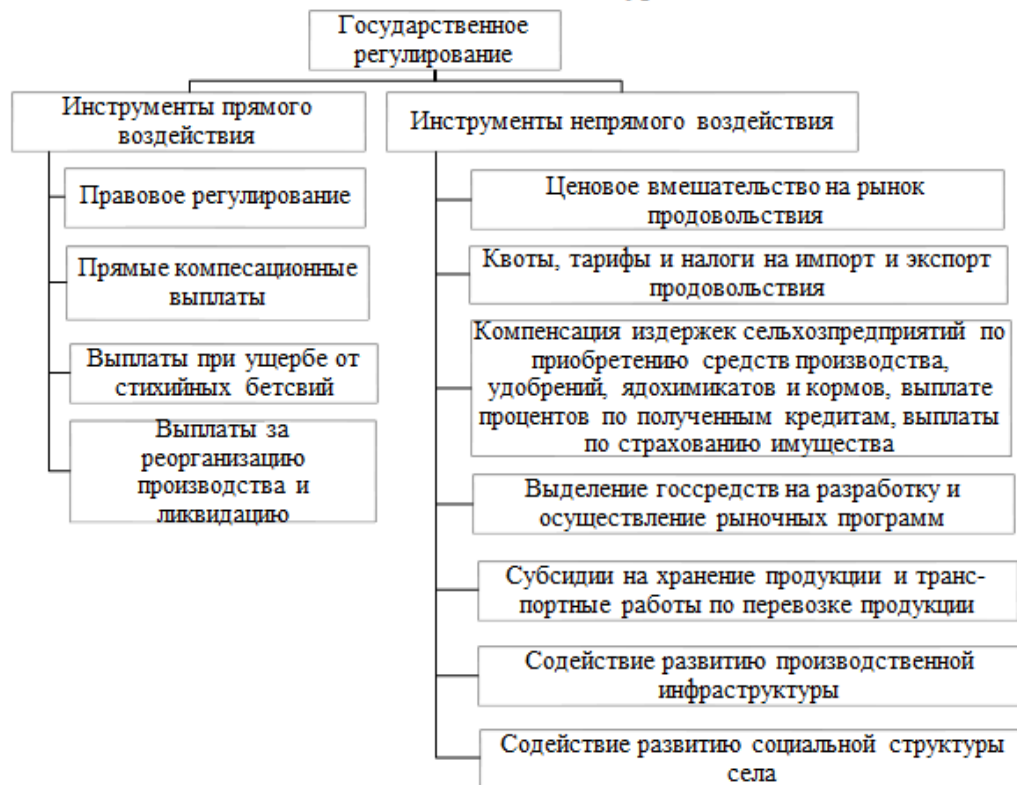 Государственное
регулирование
Инструменты прямого
воздействия
Инструменты непрямого воздействия
Правовое регулирование
Прямые компесационные
выплаты
Выплаты при ущербе от
стихийных бетсвий
Выплаты за
реорганизацию
производства и
ликвидацию
Ценовое вмешательство на рынок
продовольствия
Квоты, тарифы и налоги на импорт и экспорт
продовольствия
Компенсация издержек сельхозпредприятий по
приобретению средств производства,
удобрений, ядохимикатов и кормов, выплате
процентов по полученным кредитам, выплаты
по страхованию имущества
Выделение госсредств на разработку и
осуществление рыночных программ
Субсидии на хранение продукции и транс-
портные работы по перевозке продукции
Содействие развитию производственной
инфраструктуры
Содействие развитию социальной структуры
села